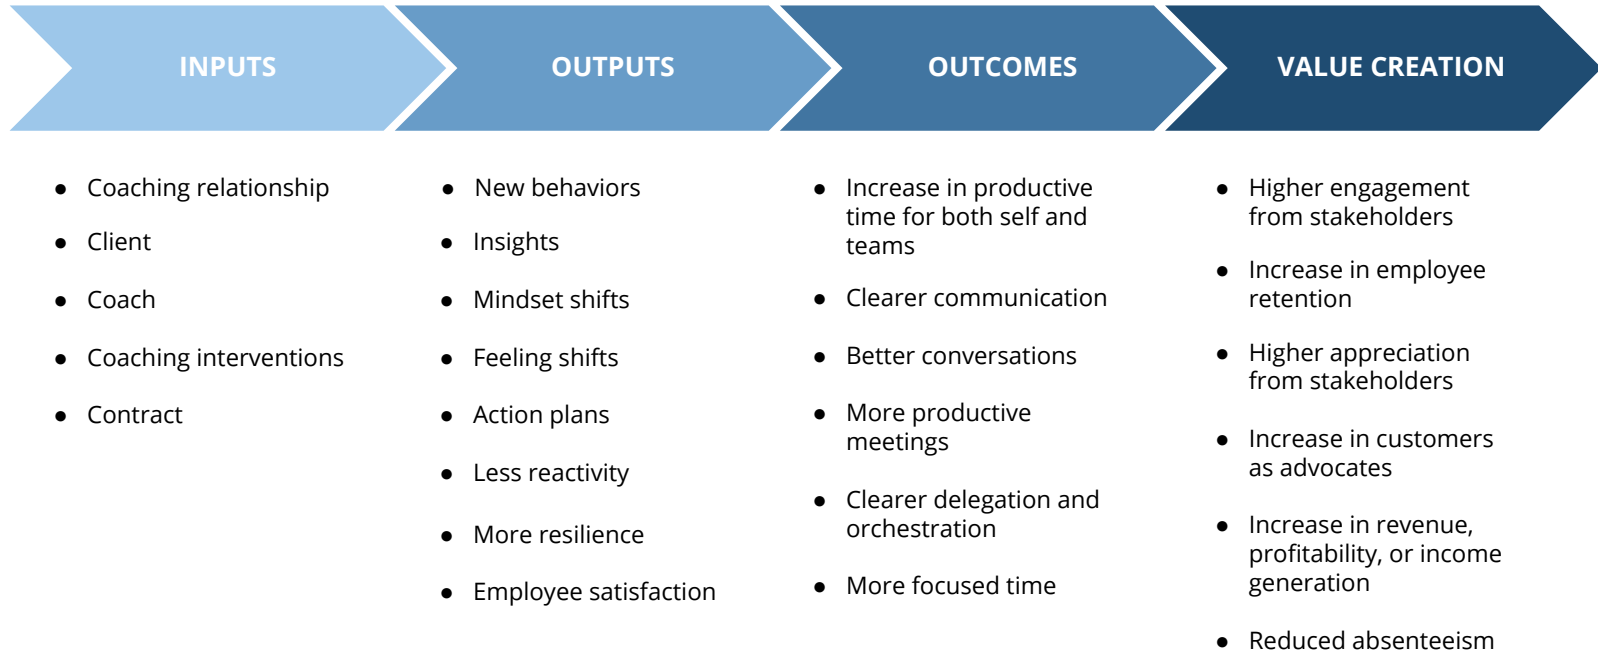 INPUTS
OUTPUTS
OUTCOMES
VALUE CREATION
● Coaching relationship
● Client
● Coach
● Coaching interventions
● Contract
● New behaviors
● Insights
● Mindset shifts
● Feeling shifts
● Action plans
● Less reactivity
● More resilience
● Employee satisfaction
● Increase in productive
time for both self and
teams
● Clearer communication
● Better conversations
● More productive
meetings
● Clearer delegation and
orchestration
● More focused time
● Higher engagement
from stakeholders
● Increase in employee
retention
● Higher appreciation
from stakeholders
● Increase in customers
as advocates
● Increase in revenue,
profitability, or income
generation
● Reduced absenteeism